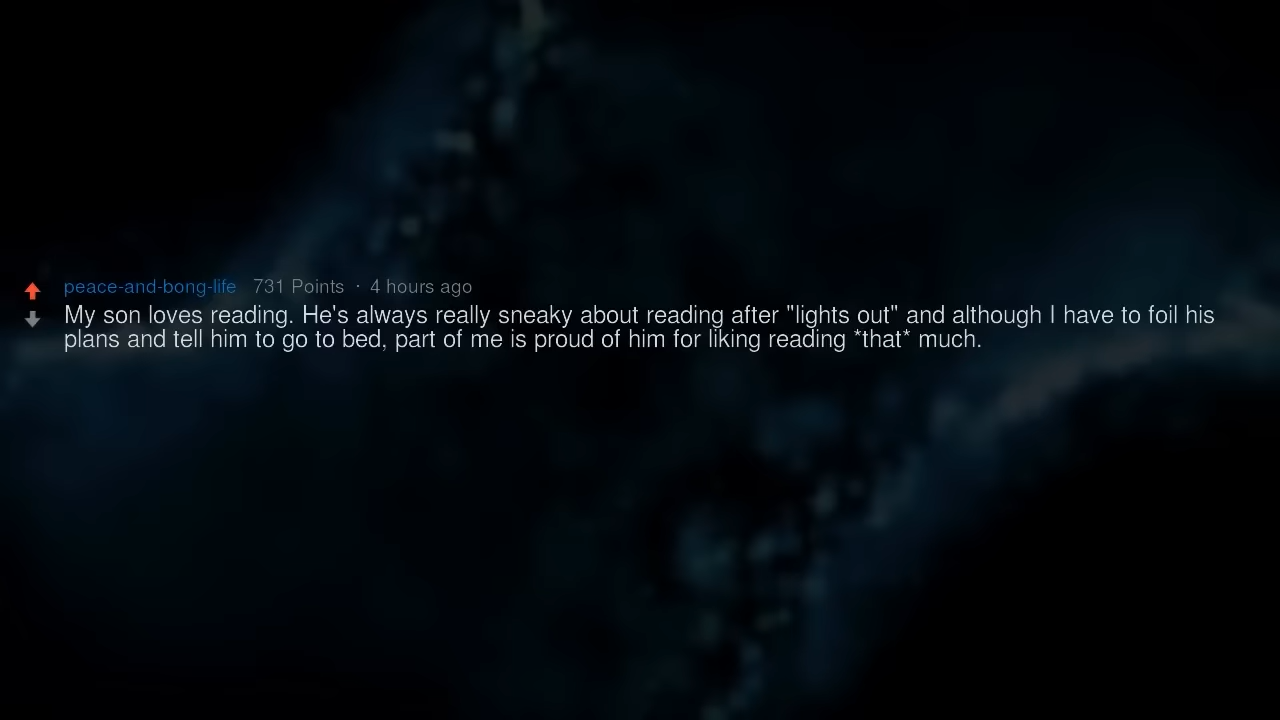 peace-and-bong-life 731 Points · 4 hours ago
My son loves reading. He's always really sneaky about reading after "lights out" and although I have to foil his
plans and tell him to go to bed, part of me is proud of him for liking reading *that* much.